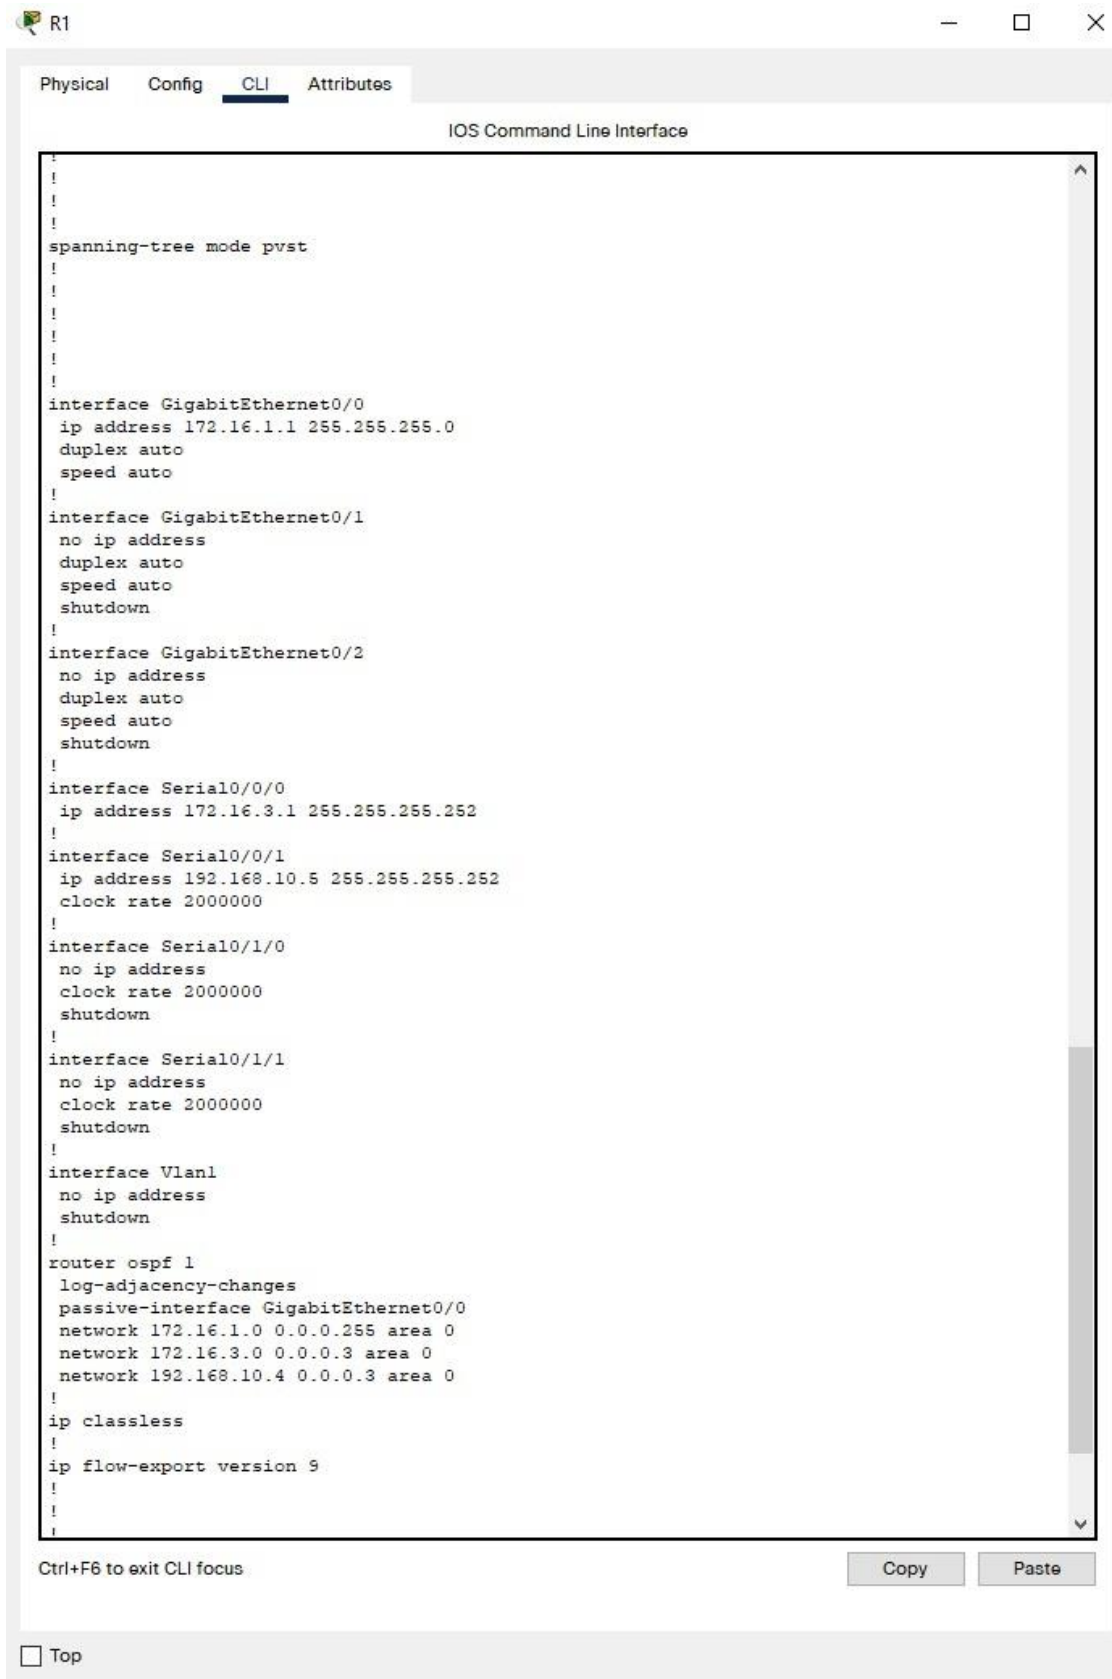 R1
Physical Config CLI Attributes
IOS Command Line Interface
!
!
!
!
spanning-tree mode pvst
!
!
!
!
!
!
interface GigabitEthernet0/0
ip address 172.16.1.1 255.255.255.0
duplex auto
speed auto
!
interface GigabitEthernet0/1
no ip address
duplex auto
speed auto
shutdown
!
interface GigabitEthernet0/2
no ip address
duplex auto
speed auto
shutdown
!
interface Serial0/0/0
ip address 172.16.3.1 255.255.255.252
!
interface Serial0/0/1
ip address 192.168.10.5 255.255.255.252
clock rate 2000000
!
interface Serial0/1/0
no ip address
clock rate 2000000
shutdown
!
interface Serial0/1/1
no ip address
clock rate 2000000
shutdown
!
interface Vlan1
no ip address
shutdown
!
router ospf 1
log-adjacency-changes
passive-interface GigabitEthernet0/0
network 172.16.1.0 0.0.0.255 area 0
network 172.16.3.0 0.0.0.3 area 0
network 192.168.10.4 0.0.0.3 area 0
!
ip classless
!
ip flow-export version 9
!
!
!
Ctrl+F6 to exit CLI focus
Copy Paste
Top